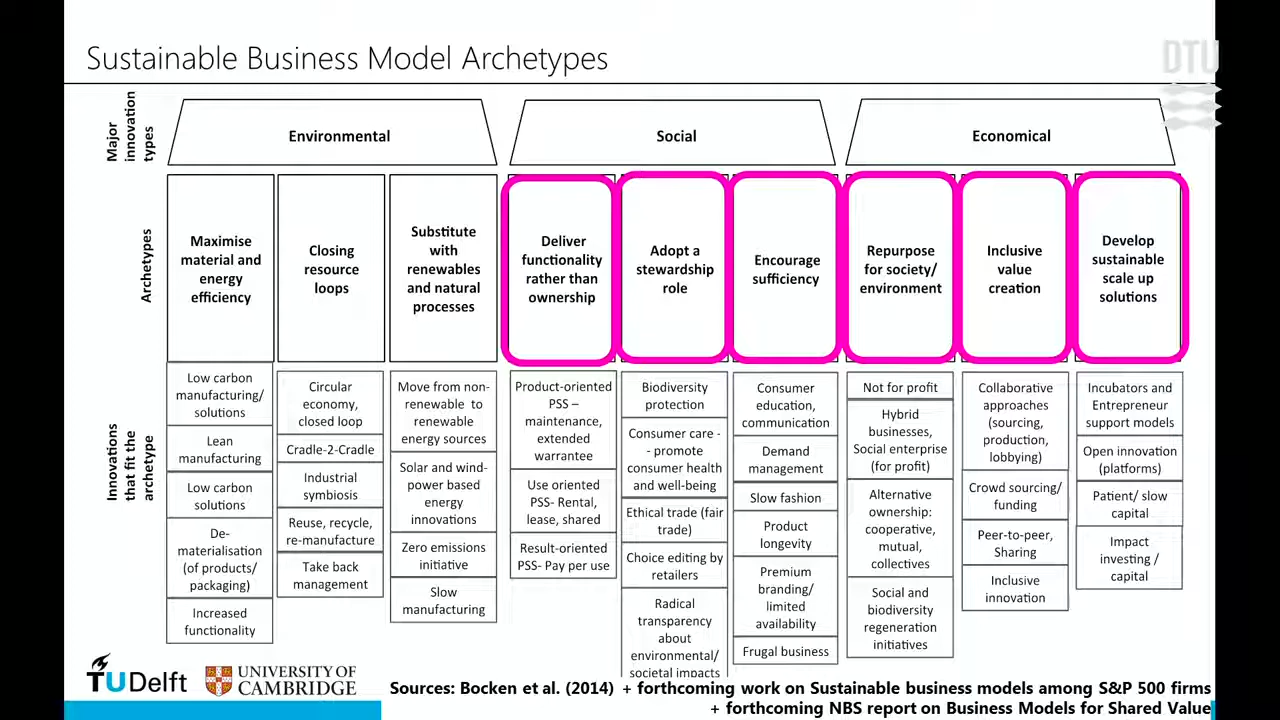 Sustainable Business Model Archetypes
DTU
Major
innovation
types
Environmental
Social
Economical
Archetypes
Maximise
material and
energy
efficiency
Closing
resource
loops
Substitute
with
renewables
and natural
processes
Deliver
functionality
rather than
ownership
Adopt a
stewardship
role
Encourage
sufficiency
Repurpose
for society/
environment
Inclusive
value
creation
Develop
sustainable
scale up
solutions
Innovations
that fit the
archetype
Low carbon
manufacturing/
solutions
Lean
manufacturing
Low carbon
solutions
De-
materialisation
(of products/
packaging)
Increased
functionality
Circular
economy,
closed loop
Cradle-2-Cradle
Industrial
symbiosis
Reuse, recycle,
re-manufacture
Take back
management
Move from non-
renewable to
renewable
energy sources
Solar and wind-
power based
energy
innovations
Zero emissions
initiative
Slow
manufacturing
Product-oriented
PSS –
maintenance,
extended
warrantee
Use oriented
PSS- Rental,
lease, shared
Result-oriented
PSS- Pay per use
Biodiversity
protection
Consumer care -
- promote
consumer health
and well-being
Ethical trade (fair
trade)
Choice editing by
retailers
Radical
transparency
about
environmental/
societal impacts
Consumer
education,
communication
Demand
management
Slow fashion
Product
longevity
Premium
branding/
limited
availability
Frugal business
Not for profit
Hybrid
businesses,
Social enterprise
(for profit)
Alternative
ownership:
cooperative,
mutual,
collectives
Social and
biodiversity
regeneration
initiatives
Collaborative
approaches
(sourcing,
production,
lobbying)
Crowd sourcing/
funding
Peer-to-peer,
Sharing
Inclusive
innovation
Incubators and
Entrepreneur
support models
Open innovation
(platforms)
Patient/ slow
capital
Impact
investing /
capital
TUDelft
UNIVERSITY OF
CAMBRIDGE
Sources: Bocken et al. (2014) + forthcoming work on Sustainable business models among S&P 500 firms
+ forthcoming NBS report on Business Models for Shared Value